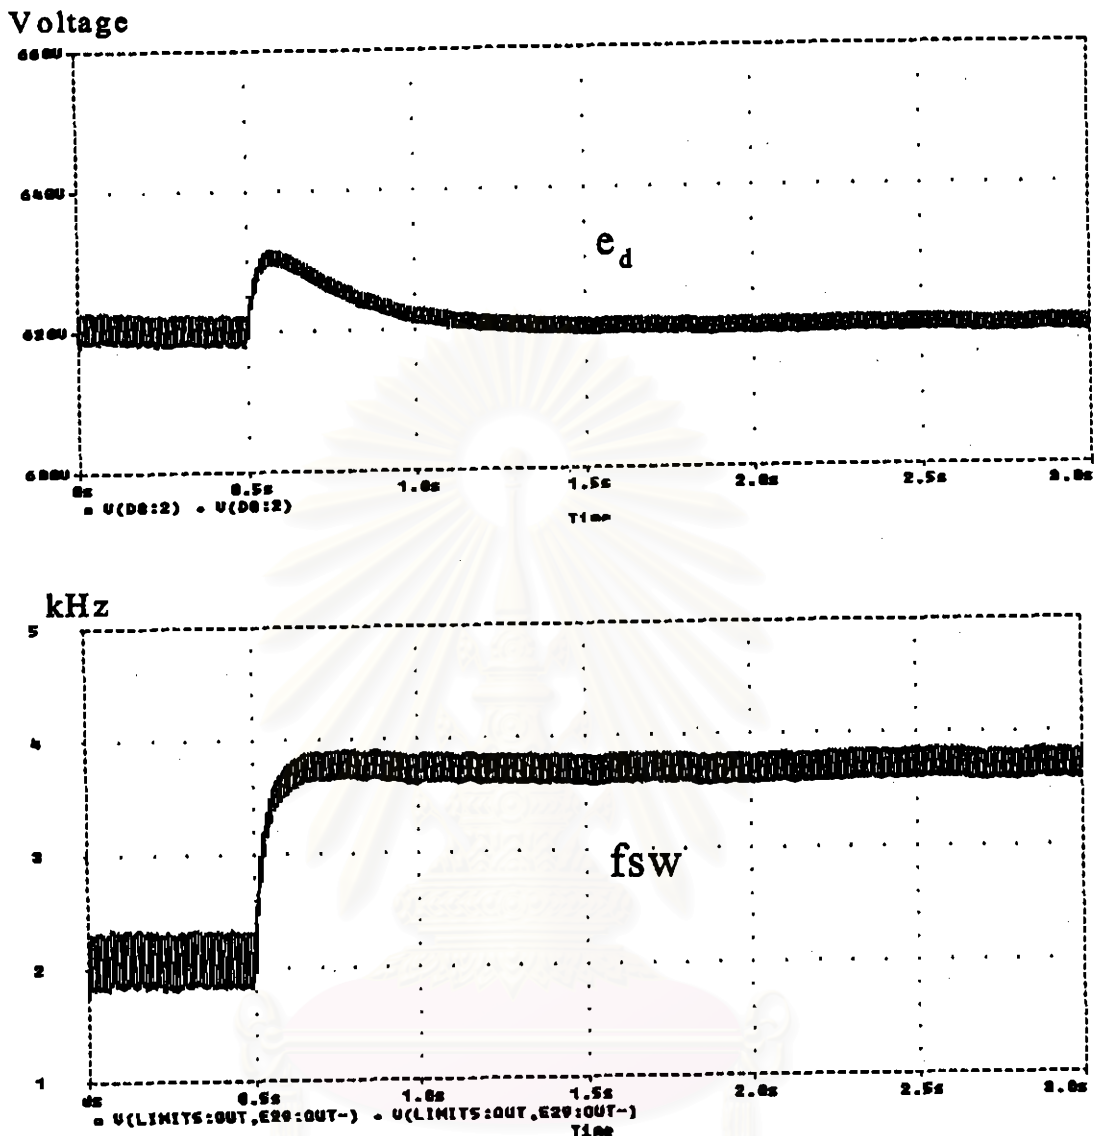 Voltage
660V
640V
e_d
620V
600V
0s 0.5s 1.0s 1.5s 2.0s 2.5s 3.0s
V(D8:2) V(D8:2)
Time
kHz
5
4
3
fsw
2
1
0s 0.5s 1.0s 1.5s 2.0s 2.5s 3.0s
V(LIMIT5:OUT,E29:OUT-) V(LIMIT5:OUT,E29:OUT-)
Time